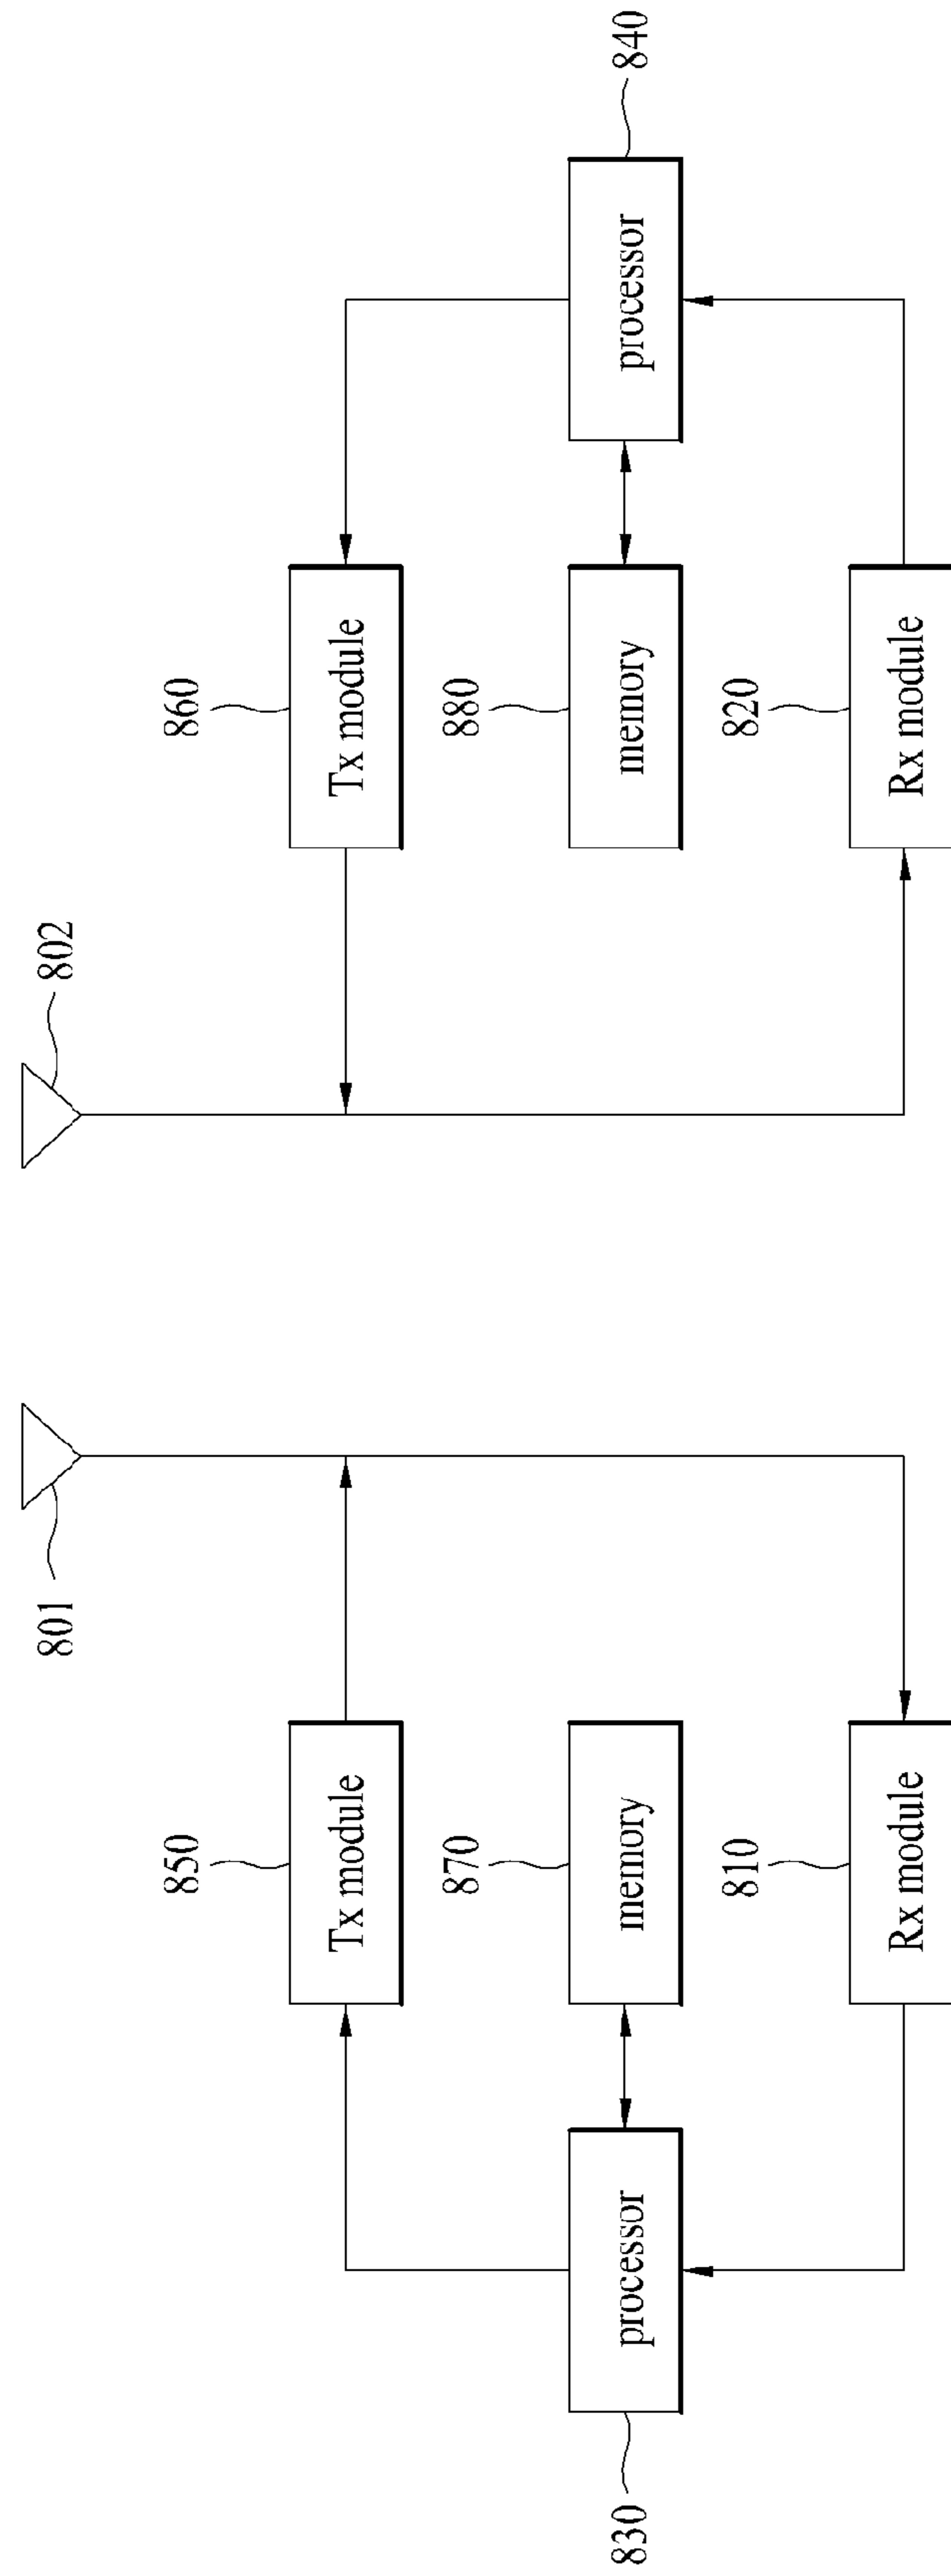 801
802
850
Tx module
860
Tx module
830
processor
870
memory
880
memory
processor
840
810
Rx module
820
Rx module